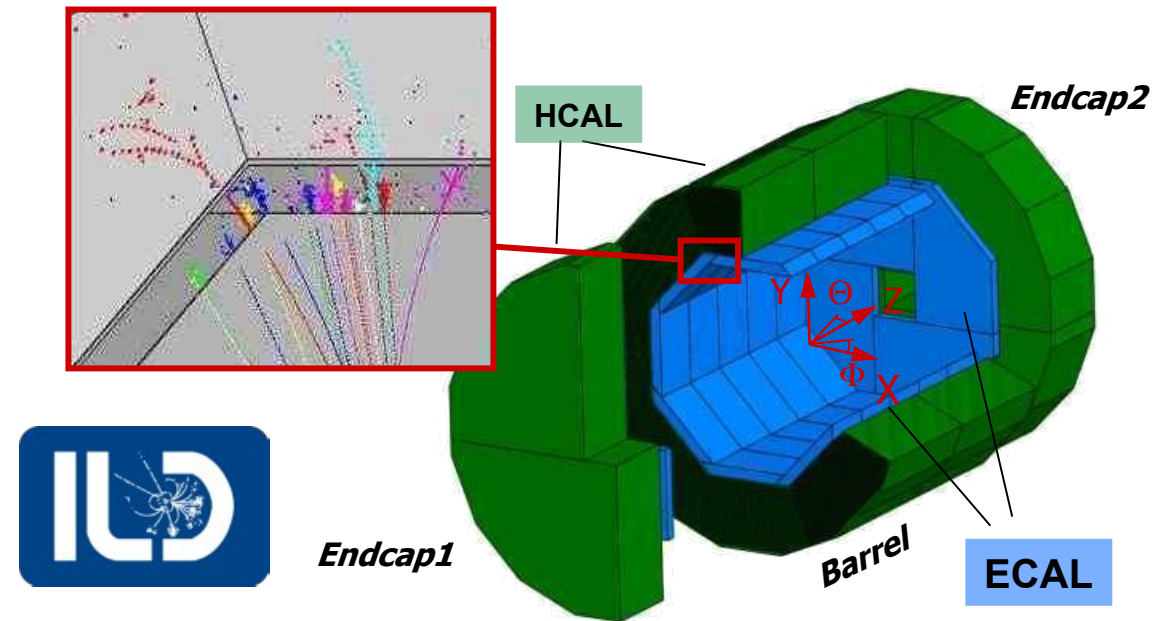 HCAL
Endcap2
Y
Θ
Z
Φ
X
ILD
Endcap1
Barrel
ECAL